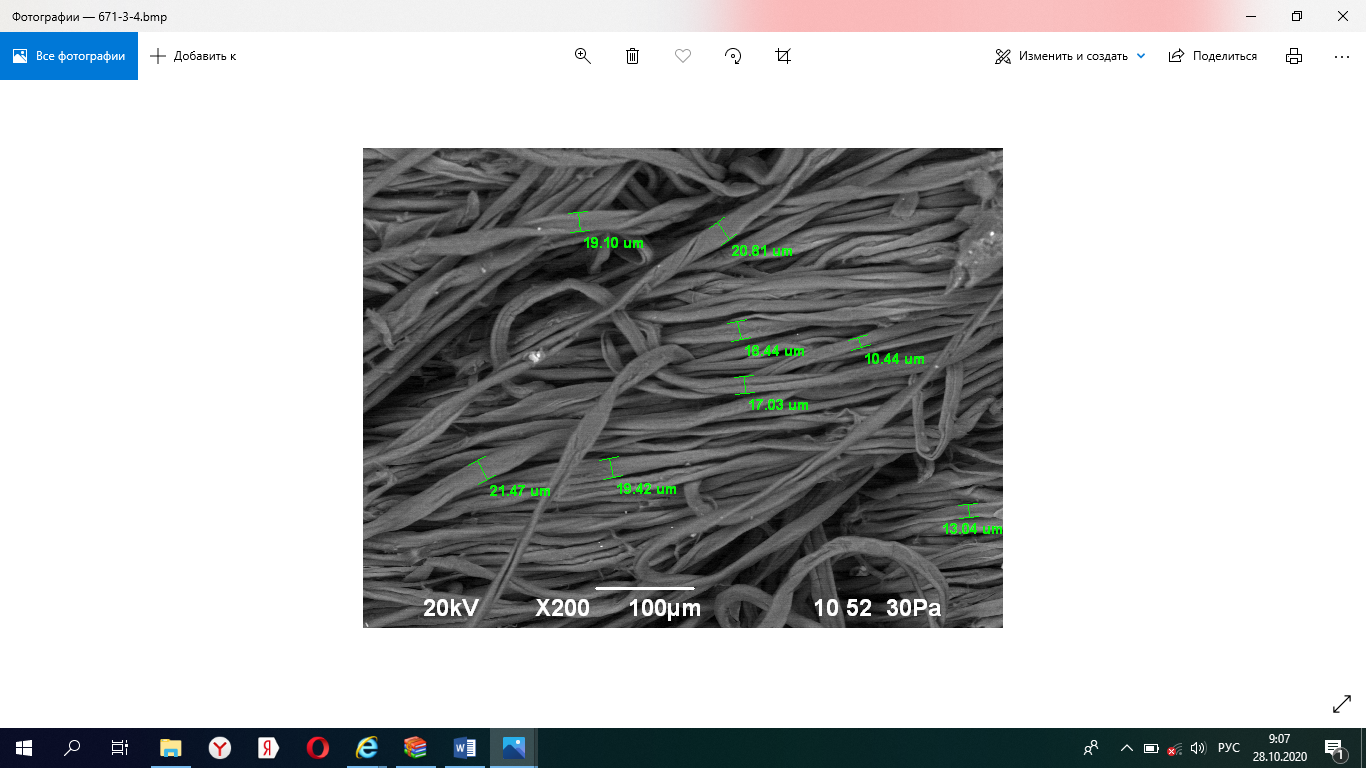 Фотографии — 671-3-4.bmp
Все фотографии
Добавить к
Изменить и создать
Поделиться
19.10 um
20.81 um
18.44 um
10.44 um
17.03 um
21.47 um
19.42 um
13.04 um
20kV X200 100µm 10 52 30Pa
РУС
9:07
28.10.2020
1